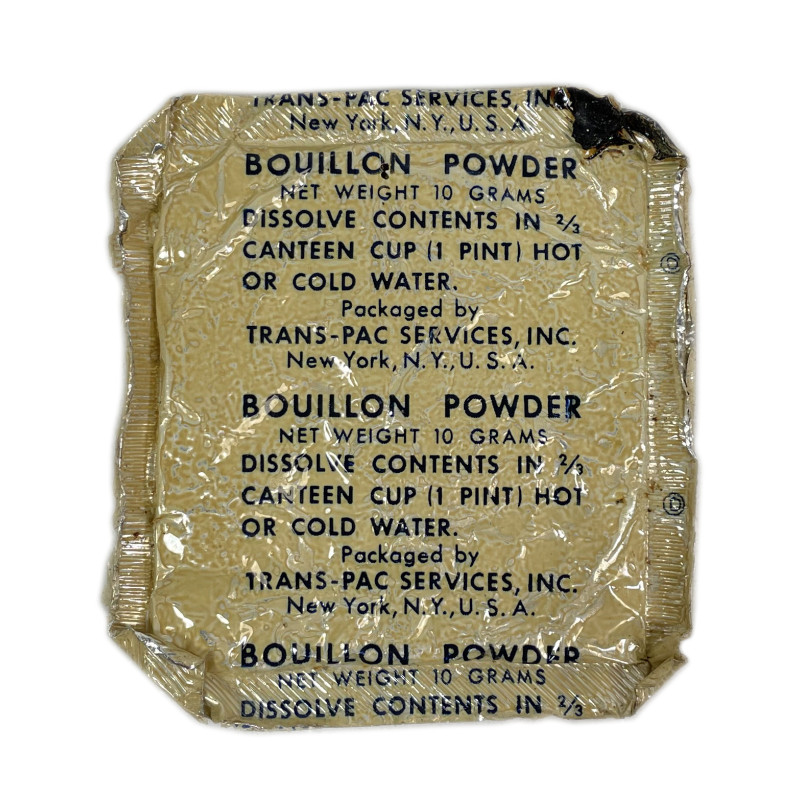 TRANS-PAC SERVICES, IN
New York, N.Y., U. S. A
BOUILLON POWDER
NET WEIGHT 10 GRAMS
DISSOLVE CONTENTS IN 2/3
CANTEEN CUP (1 PINT) HOT
OR COLD WATER.
Packaged by
TRANS-PAC SERVICES, INC.
New York, N.Y., U. S. A.
BOUILLON POWDER
NET WEIGHT 10 GRAMS
DISSOLVE CONTENTS IN 2/3
CANTEEN CUP (1 PINT) HOT
OR COLD WATER.
Packaged by
TRANS-PAC SERVICES, INC.
New York, N.Y., U. S. A.
BOUILLON POWDER
NET WEIGHT 10 GRAMS
DISSOLVE CONTENTS IN 2/3